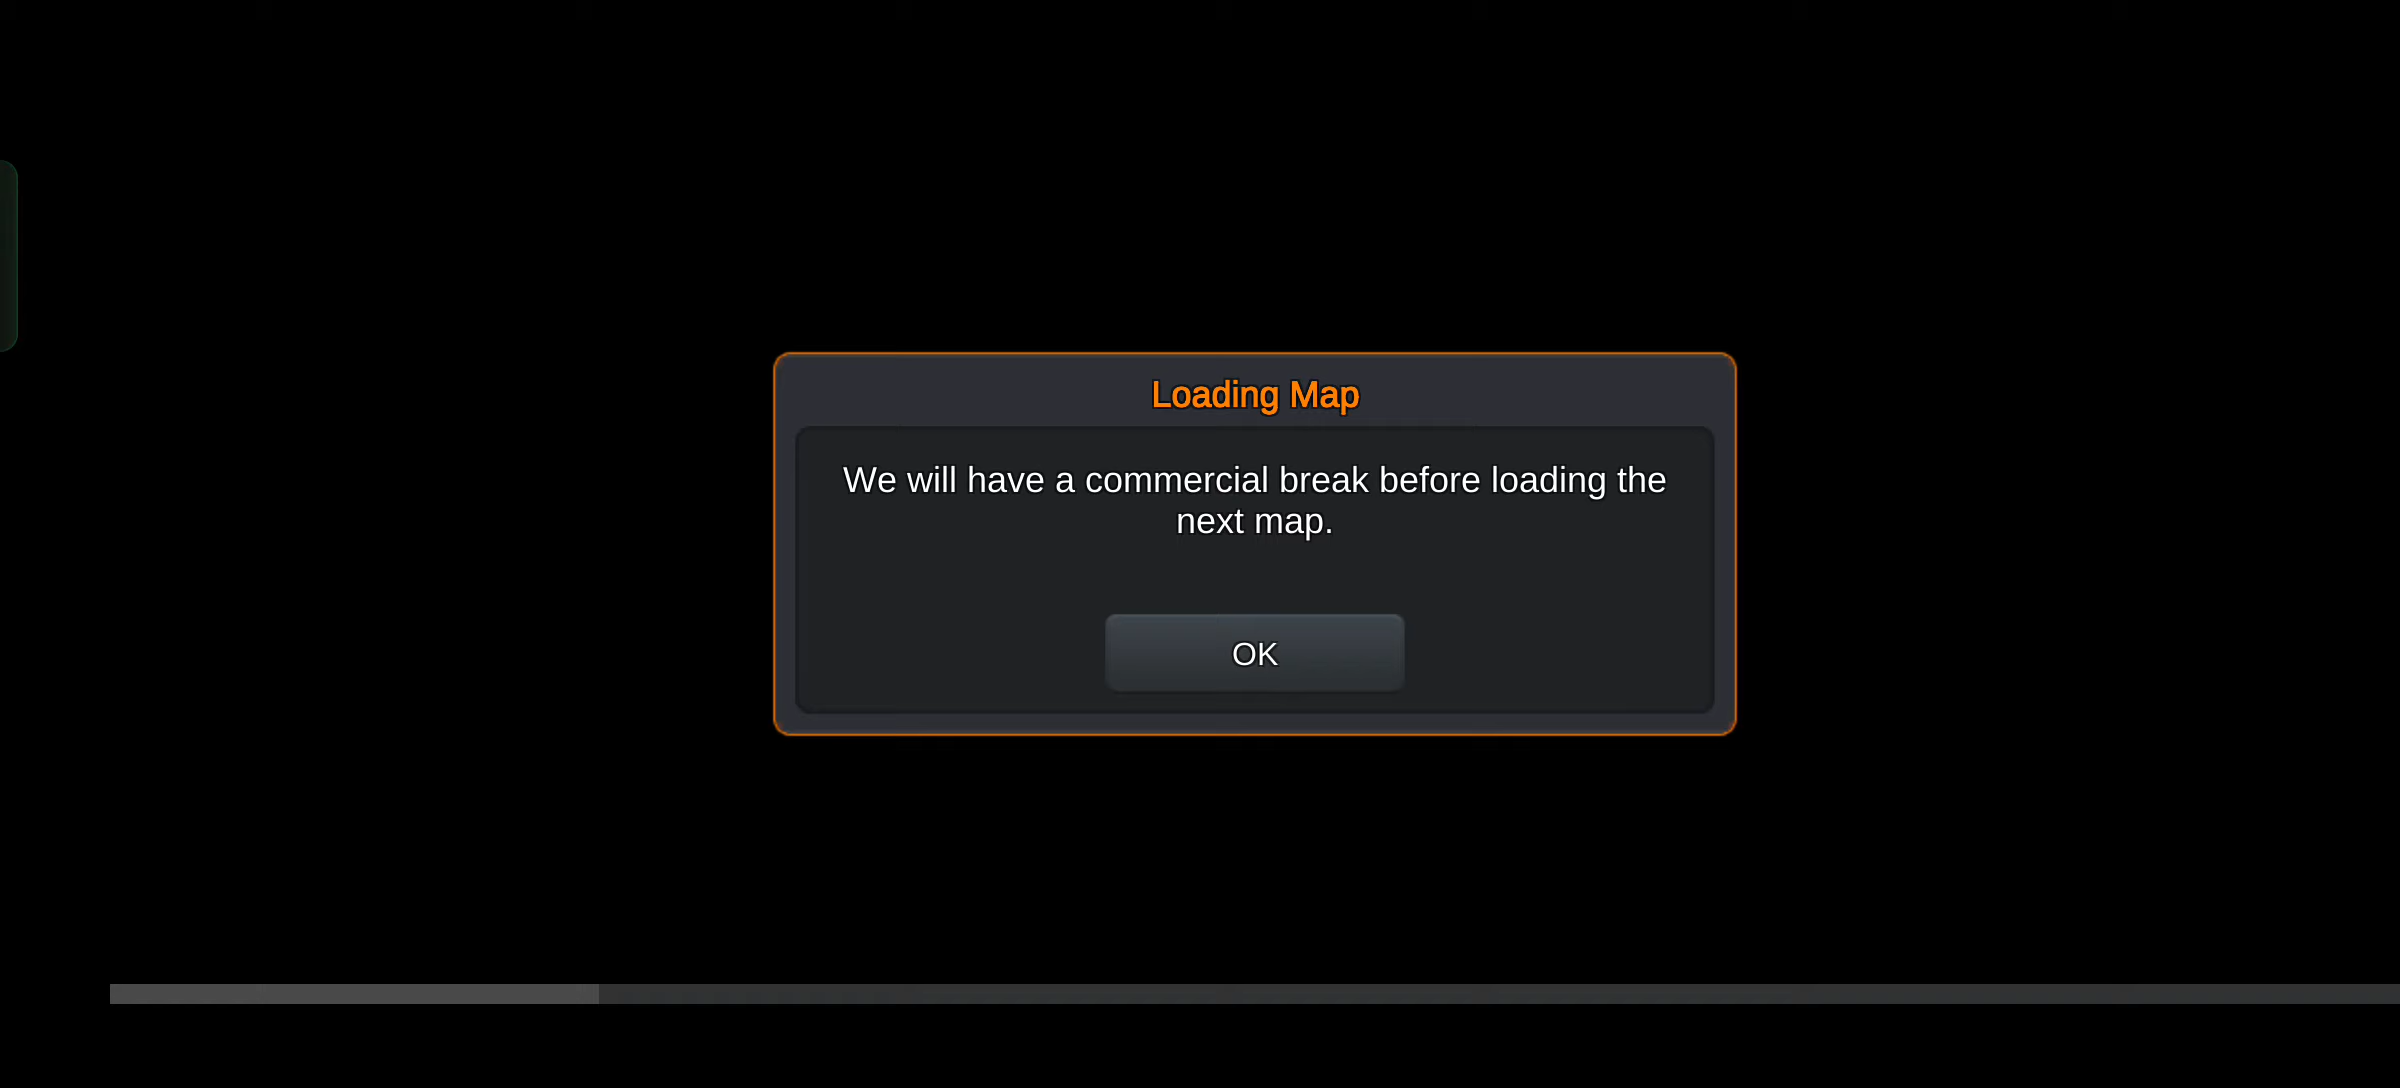 Loading Map
We will have a commercial break before loading the
next map.
OK